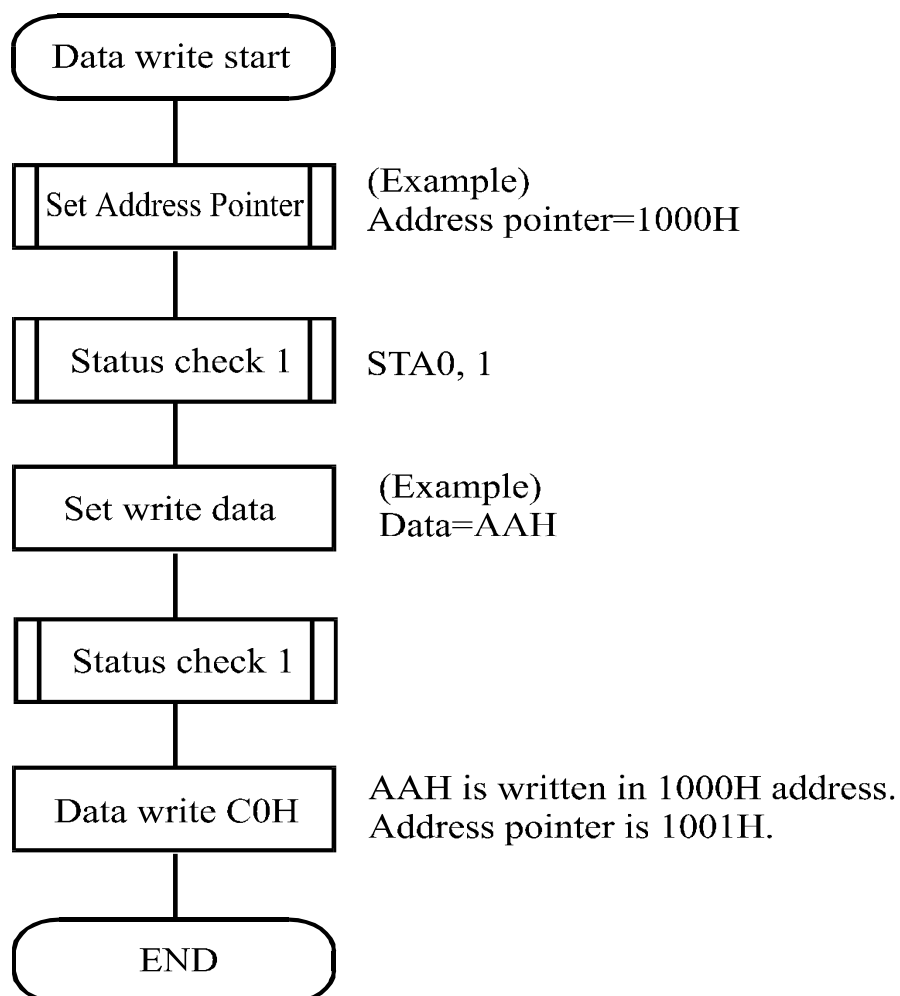 Data write start
Set Address Pointer
(Example)
Address pointer=1000H
Status check 1
STA0, 1
Set write data
(Example)
Data=AAH
Status check 1
Data write C0H
AAH is written in 1000H address.
Address pointer is 1001H.
END